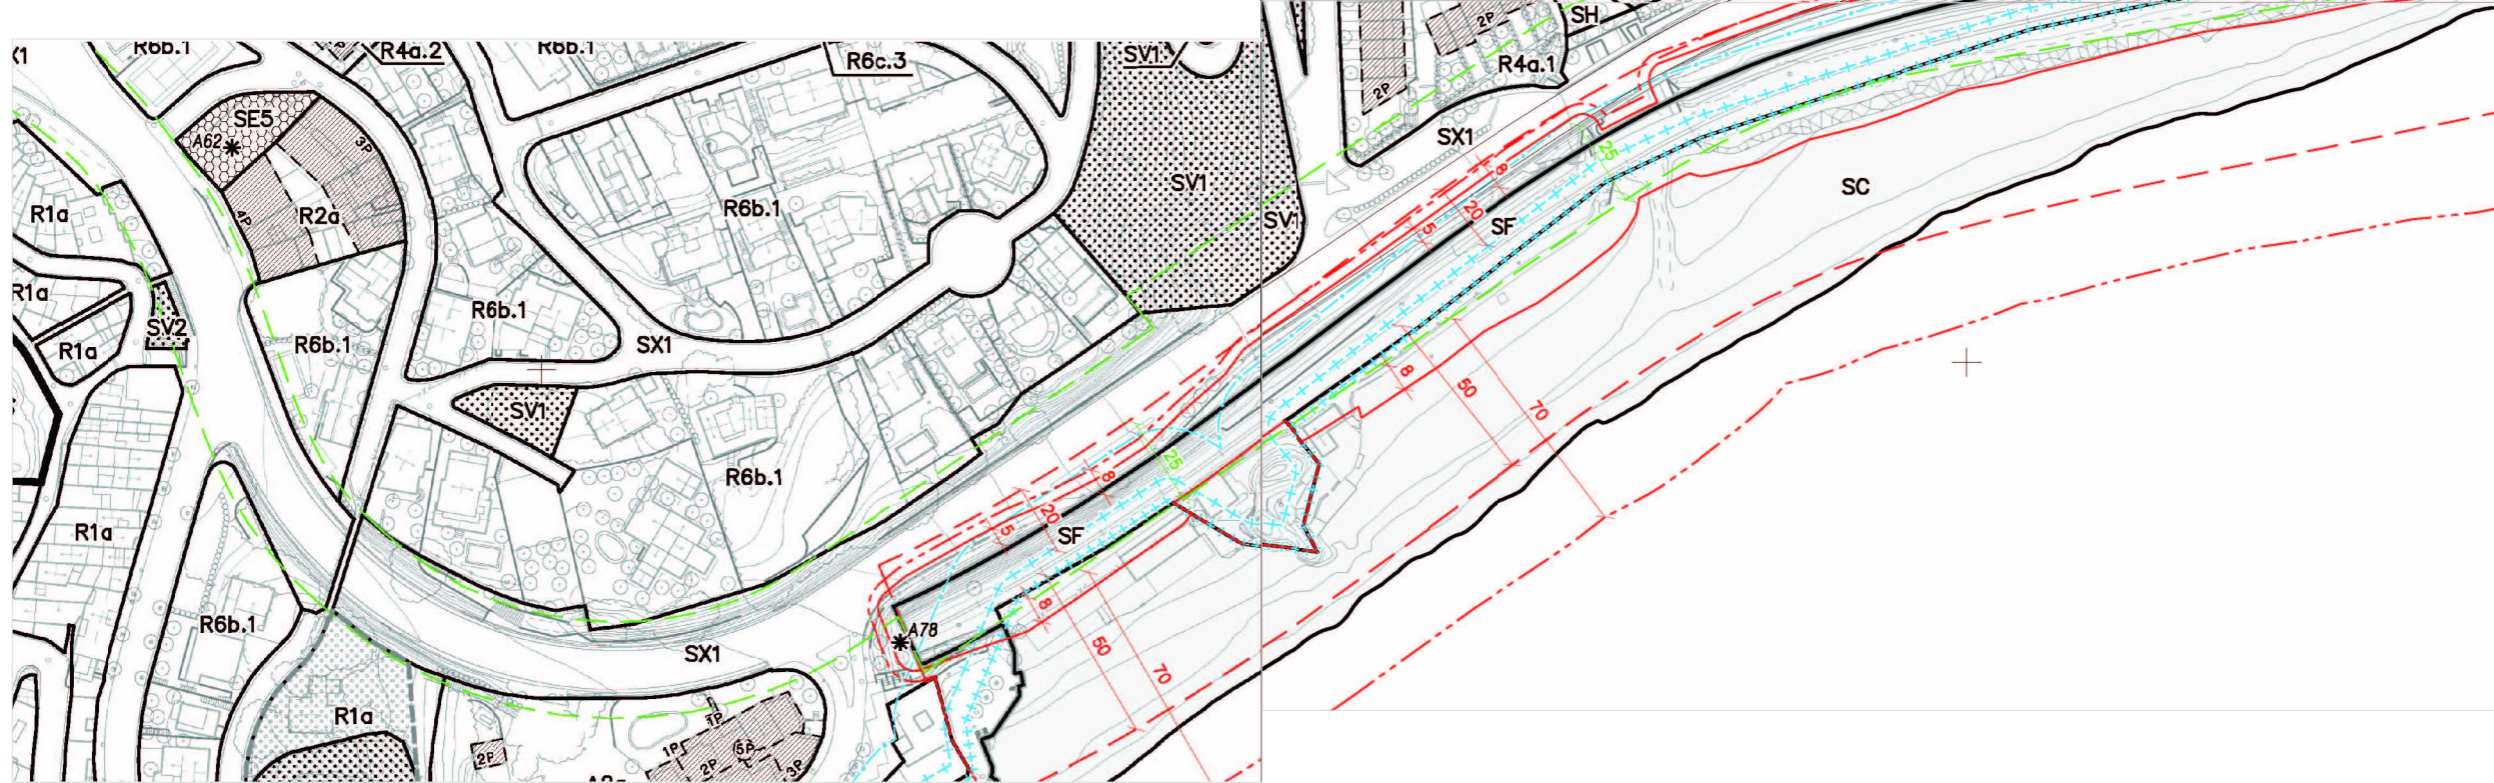 X1
R6b.1
R4a.2
R6b.1
R6c.3
SV1
SH
2P
R4a.1
2P
SE5
A62
3P
R2a
4P
R1a
R6b.1
SV1
SV1
SX1
SC
25
8
20
5
SF
R1a
SV2
R1a
R6b.1
R6b.1
SX1
SV1
R6b.1
8
50
70
25
8
20
5
SF
R1a
R6b.1
SX1
A78
8
50
70
R1a
1P
1P
5P
2P
2P
3P